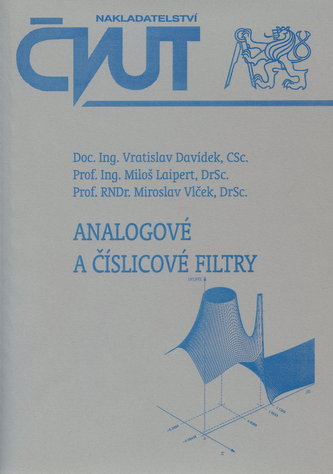 NAKLADATELSTVÍ
ČVUT
Doc. Ing. Vratislav Davídek, CSc.
Prof. Ing. Miloš Laipert, DrSc.
Prof. RNDr. Miroslav Vlček, DrSc.
ANALOGOVÉ
A ČÍSLICOVÉ FILTRY